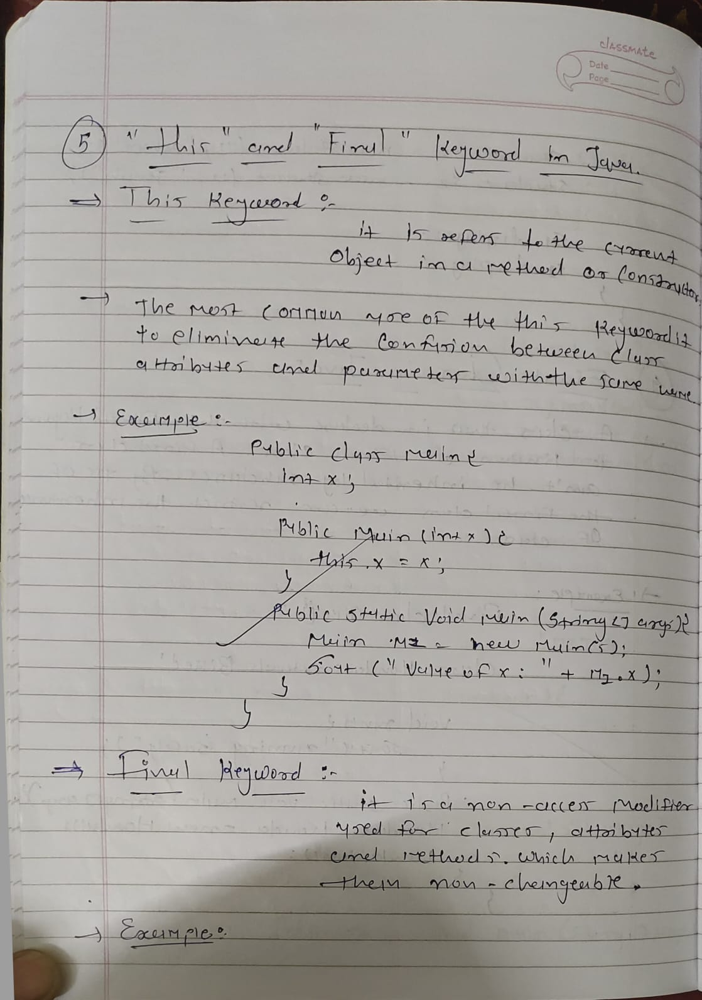 classmate
Date
Page
5 "this" and "Final" Keyword in Java.
⇒ This Keyword :-
it is refers to the current
Object in a method or Constructor,
→ The most common use of the this keyword it
to eliminate the Confusion between Class
attributes and parameters with the same name
→ Example :-
Public class Main {
int x;
Public Main (int x) {
this.x = x;
}
Public static Void main (String [] args) {
Main = new Main(5);
Sout (" Value of x : " + .x);
}
}
⇒ Final Keyword :-
it is a non-access Modifier
used for classes, attributes
and methods. which makes
them non-changeable.
→ Example :